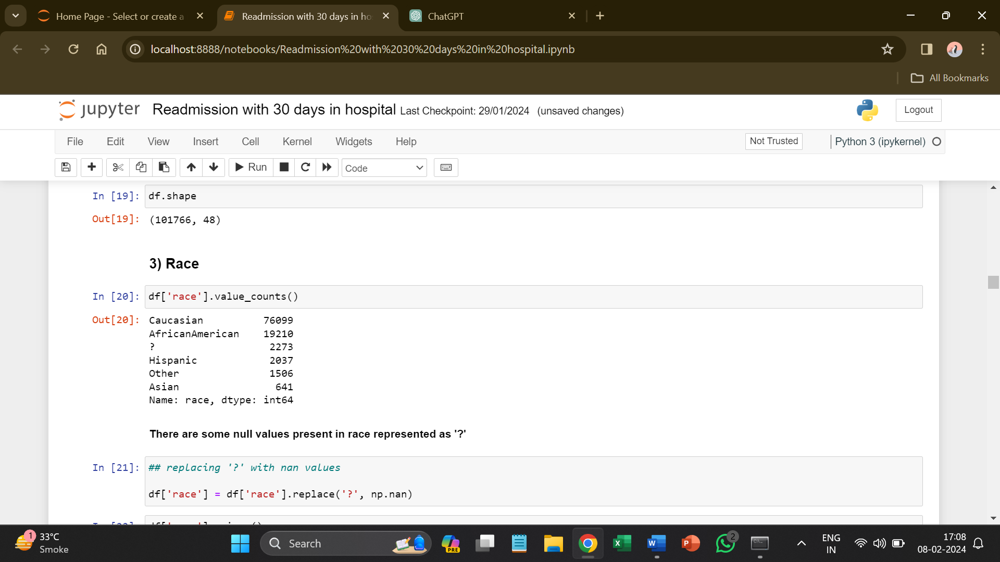 Home Page - Select or create a
Readmission with 30 days in ho
ChatGPT
localhost:8888/notebooks/Readmission%20with%2030%20days%20in%20hospital.ipynb
All Bookmarks
jupyter Readmission with 30 days in hospital Last Checkpoint: 29/01/2024 (unsaved changes)
Logout
File Edit View Insert Cell Kernel Widgets Help
Not Trusted
Python 3 (ipykernel)
Run
Code
In [19]: df.shape
Out[19]: (101766, 48)
3) Race
In [20]: df['race'].value_counts()
Out[20]: Caucasian 76099
AfricanAmerican 19210
? 2273
Hispanic 2037
Other 1506
Asian 641
Name: race, dtype: int64
There are some null values present in race represented as '?'
In [21]: ## replacing '?' with nan values
df['race'] = df['race'].replace('?', np.nan)
1
33°C
Smoke
Search
PRE
2
ENG
IN
17:08
08-02-2024